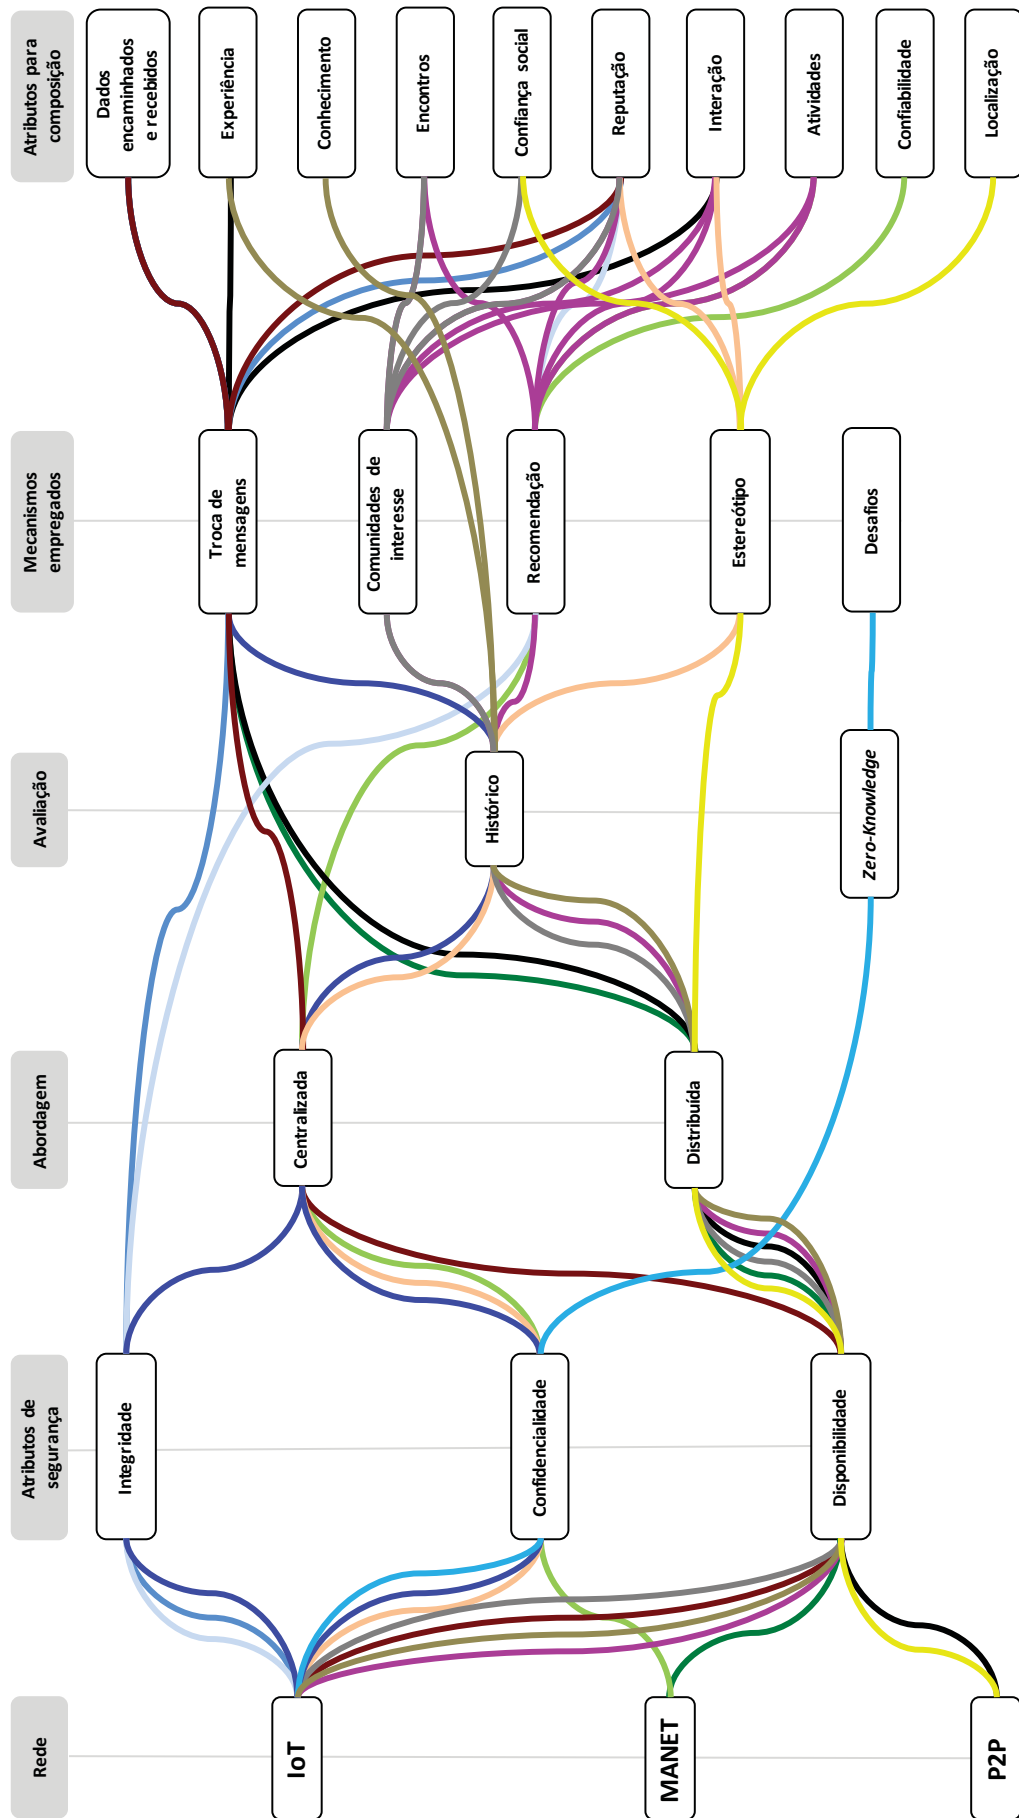 Atributos para
composição
Dados
encaminhados
e recebidos
Experiência
Conhecimento
Encontros
Confiança social
Reputação
Interação
Atividades
Confiabilidade
Localização
Mecanismos
empregados
Troca de
mensagens
Comunidades de
interesse
Recomendação
Estereótipo
Desafios
Avaliação
Histórico
Zero-Knowledge
Abordagem
Centralizada
Distribuída
Atributos de
segurança
Integridade
Confidencialidade
Disponibilidade
Rede
IoT
MANET
P2P